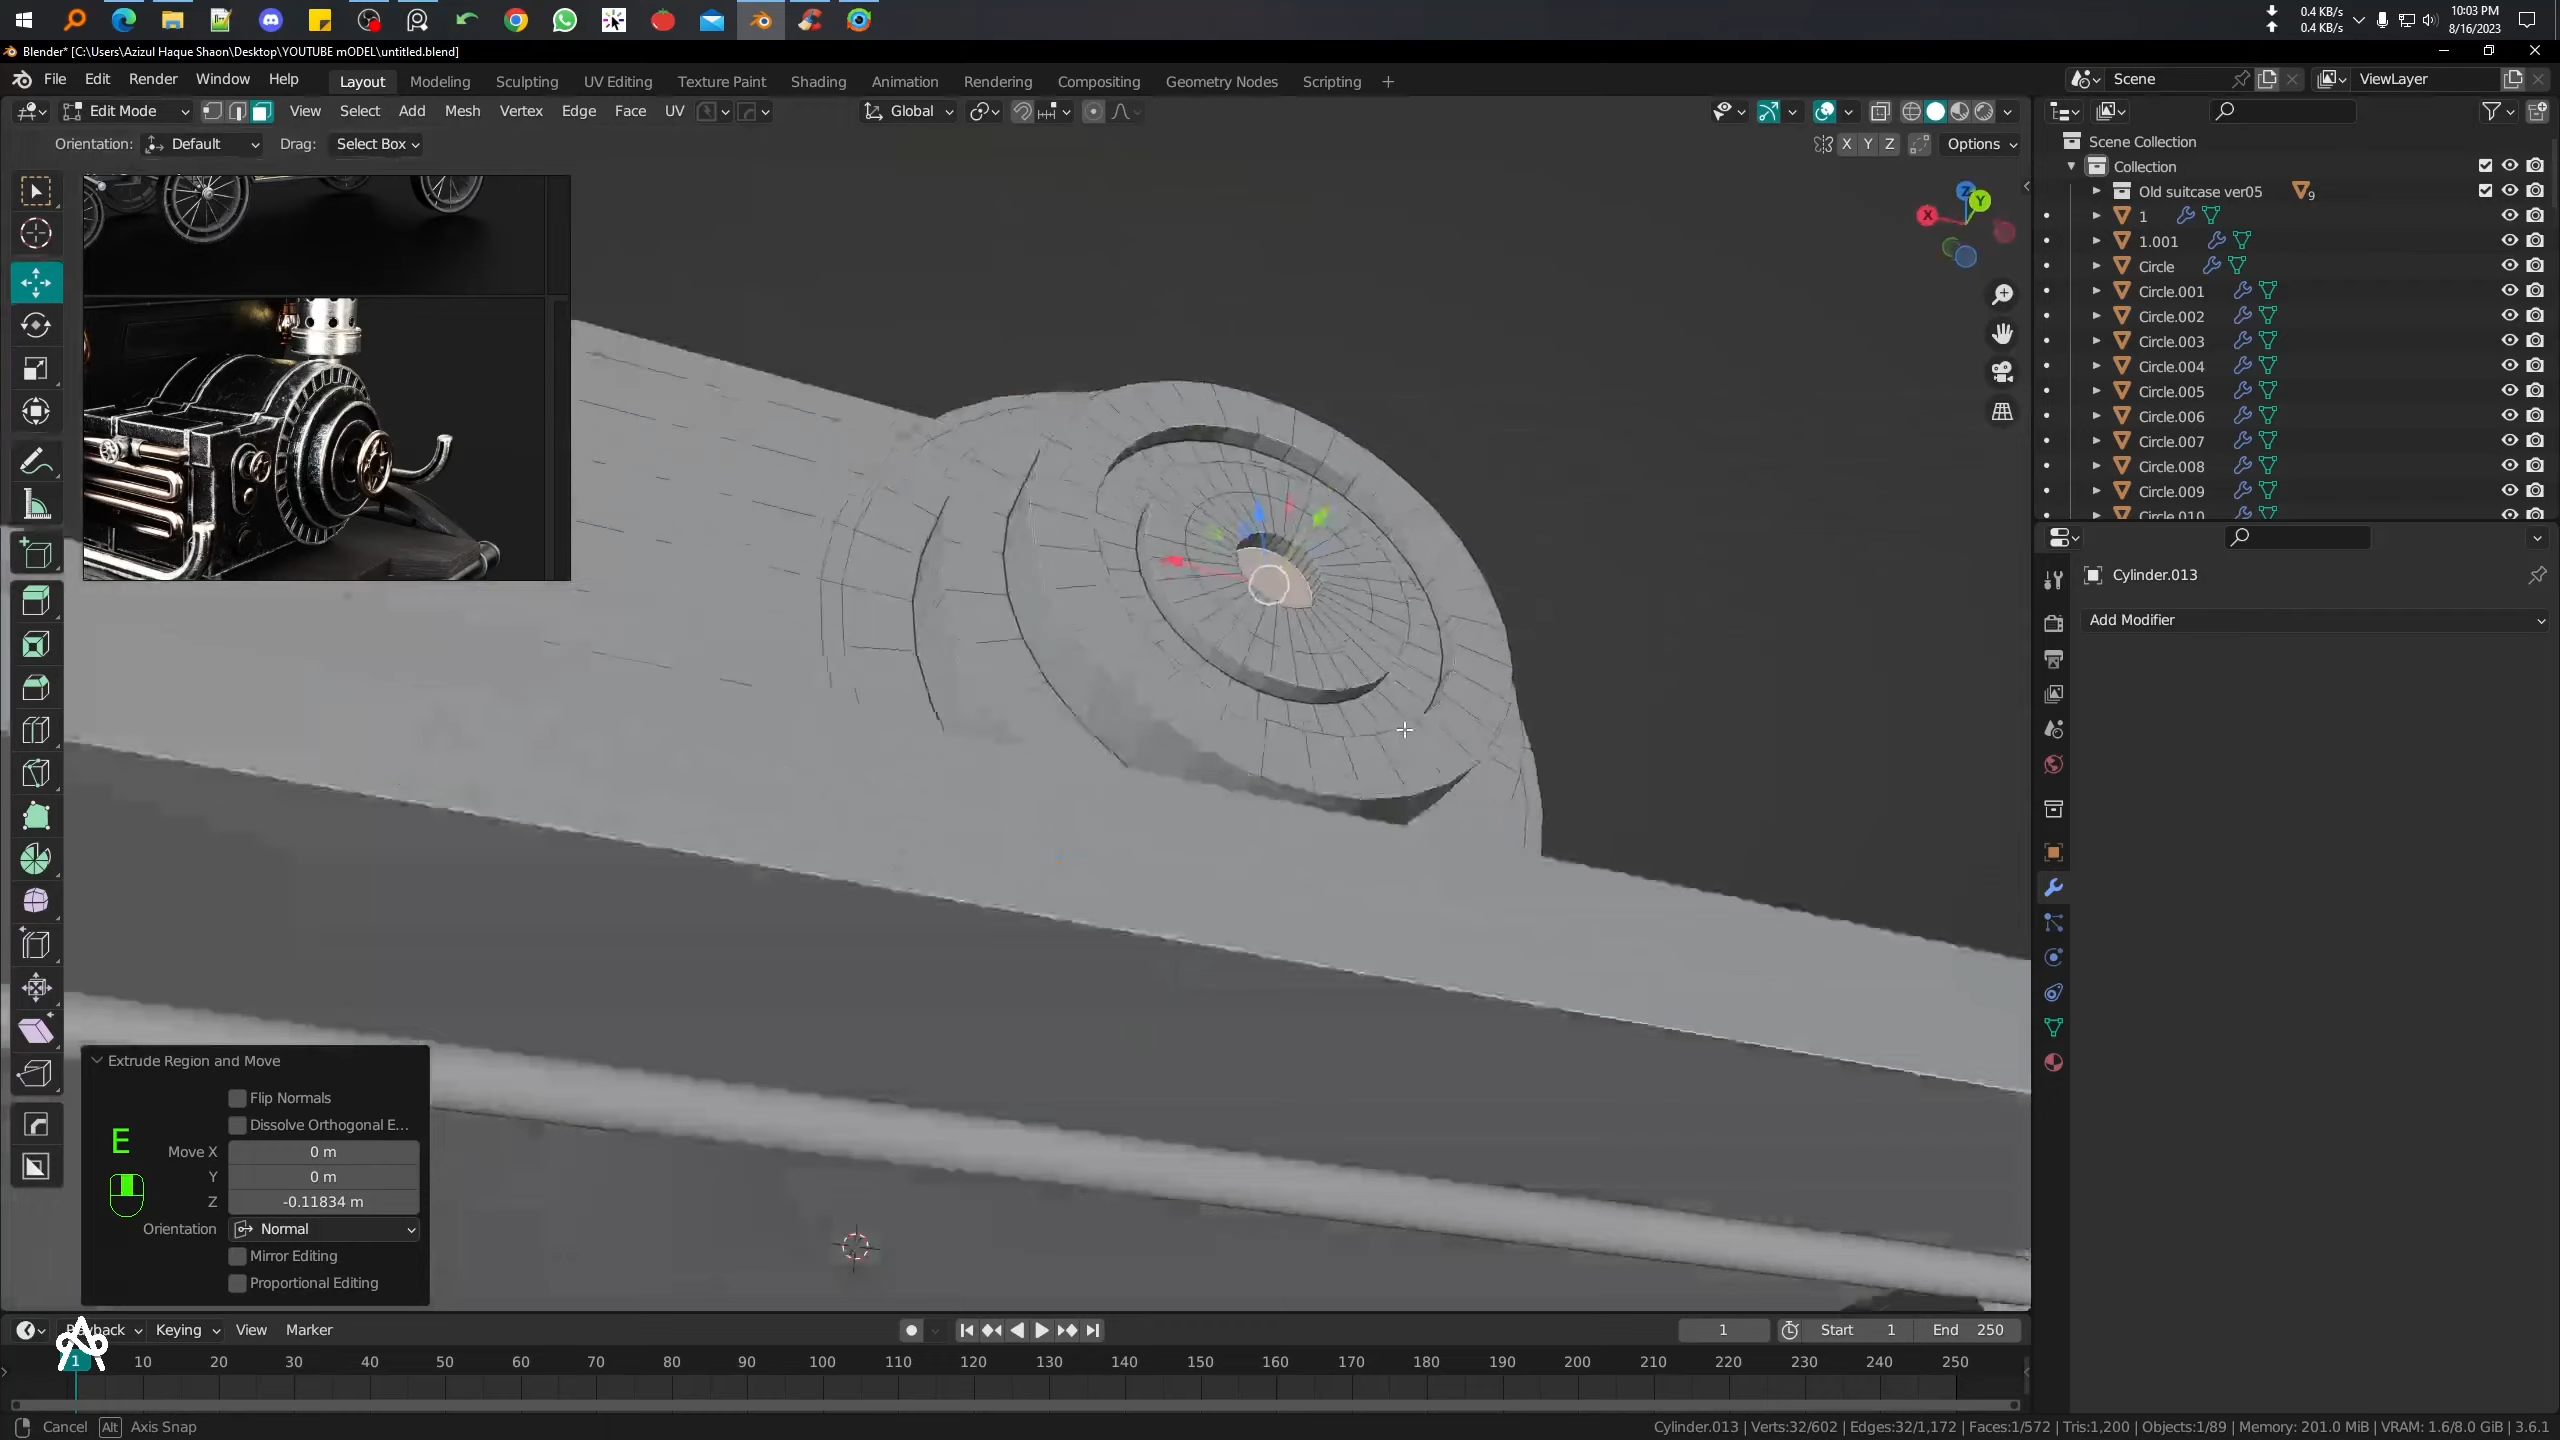 0.4 KB/s
0.4 KB/s
10:03 PM
8/16/2023
Blender* [C:\Users\Azizul Haque Shaon\Desktop\YOUTUBE mODEL\untitled.blend]
File Edit Render Window Help Layout Modeling Sculpting UV Editing Texture Paint Shading Animation Rendering Compositing Geometry Nodes Scripting + Scene ViewLayer
Edit Mode View Select Add Mesh Vertex Edge Face UV Global
Orientation: Default Drag: Select Box X Y Z Options
Scene Collection
Collection
Old suitcase ver05 9
1
1.001
Circle
Circle.001
Circle.002
Circle.003
Circle.004
Circle.005
Circle.006
Circle.007
Circle.008
Circle.009
Circle.010
Z
Y
X
Cylinder.013
Add Modifier
Extrude Region and Move
Flip Normals
Dissolve Orthogonal E...
E
Move X 0 m
Y 0 m
Z -0.11834 m
Orientation Normal
Mirror Editing
Proportional Editing
Playback Keying View Marker 1 Start 1 End 250
1 10 20 30 40 50 60 70 80 90 100 110 120 130 140 150 160 170 180 190 200 210 220 230 240 250
Cancel Alt Axis Snap Cylinder.013 | Verts:32/602 | Edges:32/1,172 | Faces:1/572 | Tris:1,200 | Objects:1/89 | Memory: 201.0 MiB | VRAM: 1.6/8.0 GiB | 3.6.1